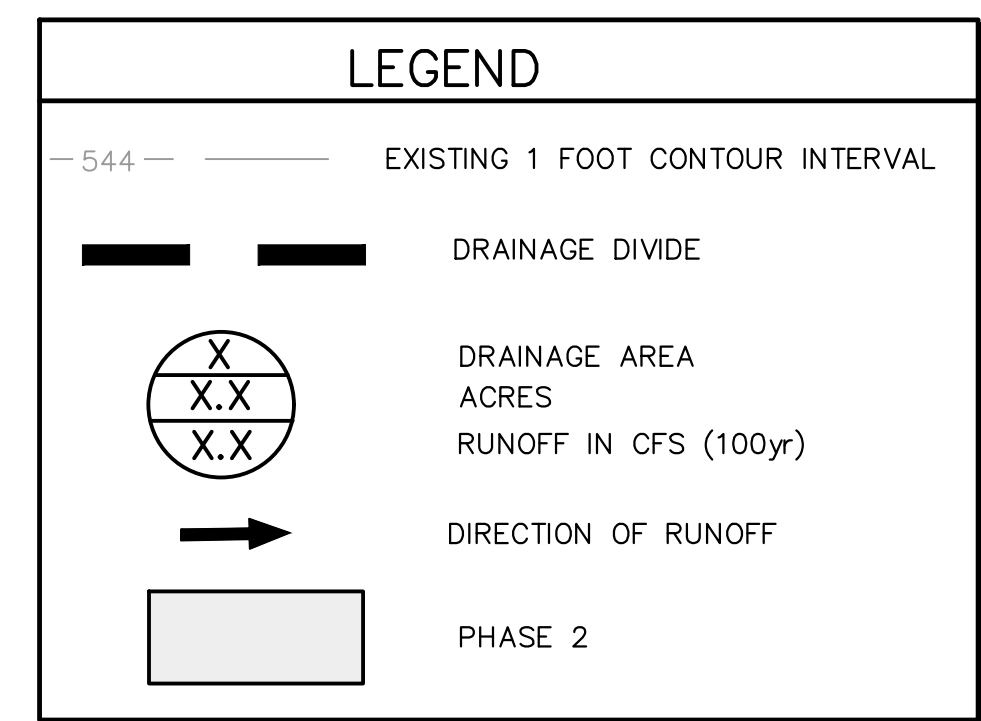 LEGEND
— 544 — EXISTING 1 FOOT CONTOUR INTERVAL
DRAINAGE DIVIDE
X DRAINAGE AREA
X.X ACRES
X.X RUNOFF IN CFS (100yr)
DIRECTION OF RUNOFF
PHASE 2